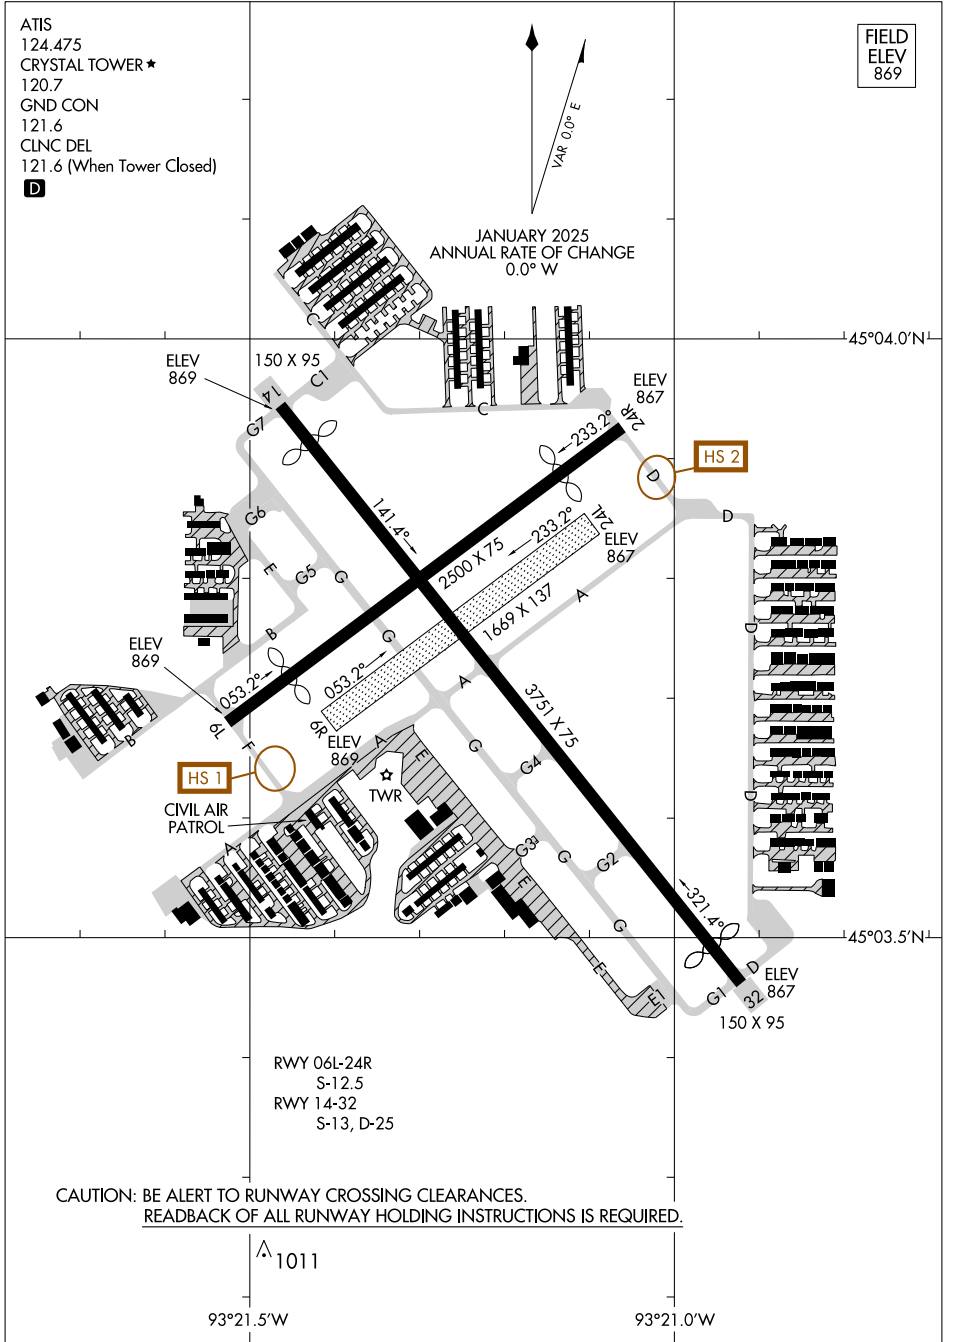 ATIS
124.475
CRYSTAL TOWER★
120.7
GND CON
121.6
CLNC DEL
121.6 (When Tower Closed)
D
FIELD
ELEV
869
VAR 0.0° E
JANUARY 2025
ANNUAL RATE OF CHANGE
0.0° W
45°04.0'N
ELEV
869
150 X 95
14
C
C1
C
ELEV
867
24R
233.2°
HS 2
D
D
G7
G6
141.4°
2500 X 75
233.2°
24L
ELEV
867
1669 X 137
A
E
G5
G
G
B
ELEV
869
053.2°
6L
053.2°
6R
ELEV
869
A
D
B
F
HS 1
A
E
TWR
CIVIL AIR
PATROL
A
G
G4
3751 X 75
D
G3
G
G2
E
G
321.4°
45°03.5'N
E
E1
G1
D
32
ELEV
867
150 X 95
RWY 06L-24R
S-12.5
RWY 14-32
S-13, D-25
CAUTION: BE ALERT TO RUNWAY CROSSING CLEARANCES.
READBACK OF ALL RUNWAY HOLDING INSTRUCTIONS IS REQUIRED.
1011
93°21.5'W
93°21.0'W